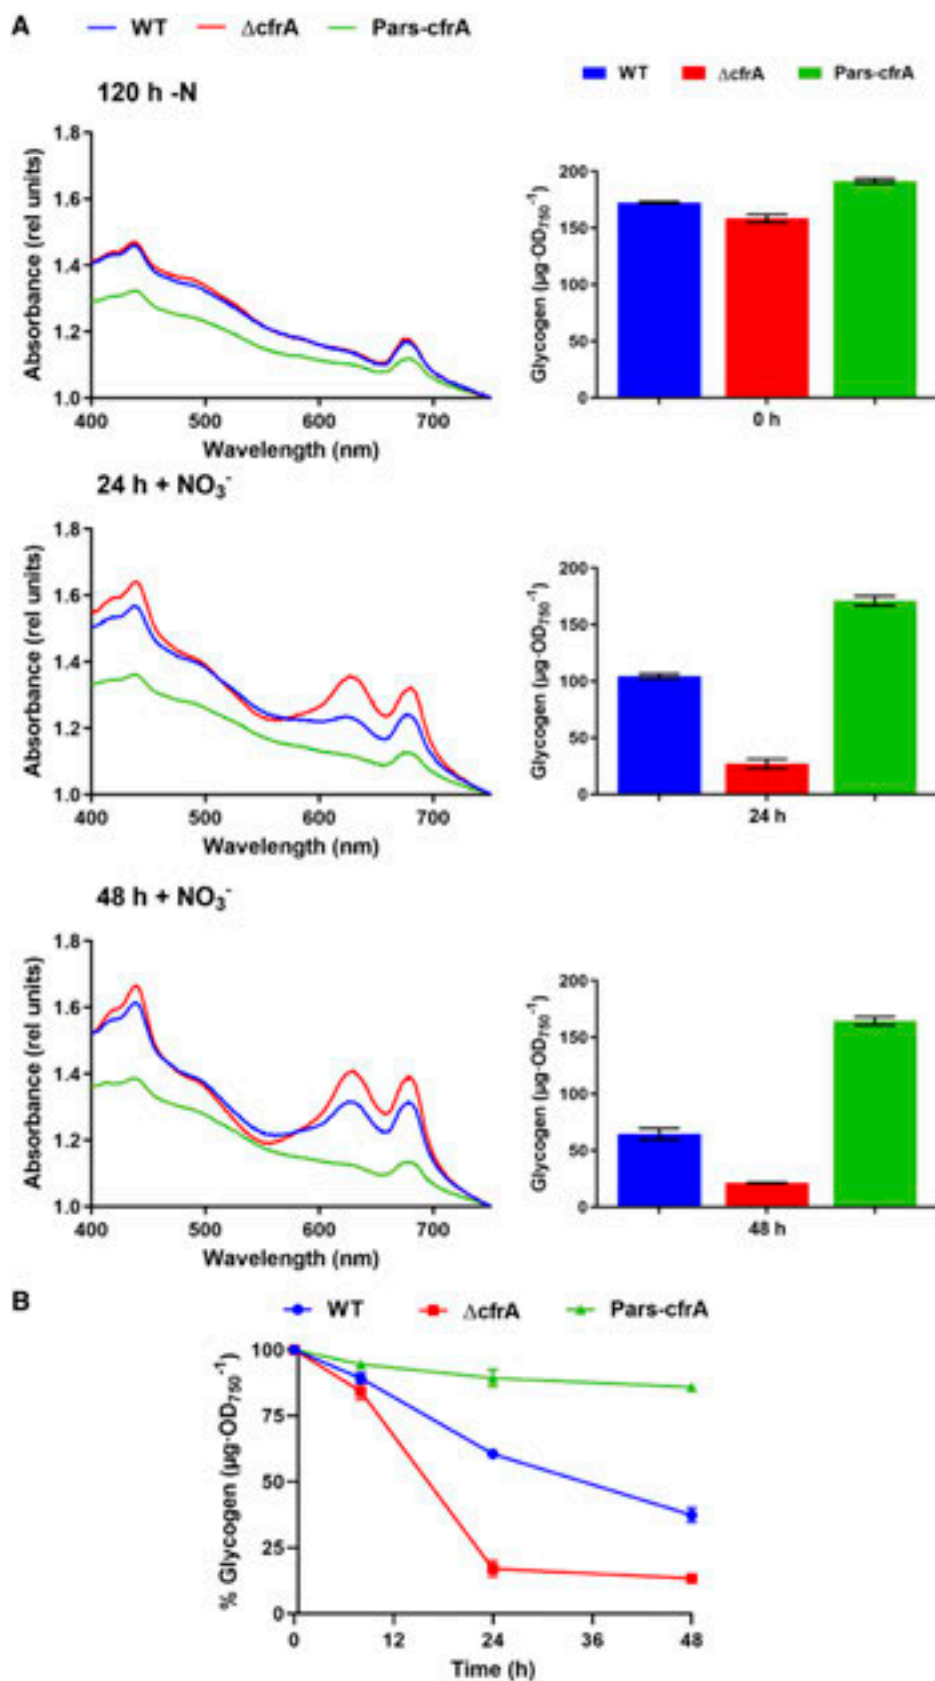 A
WT ΔcfrA Pars-cfrA
WT ΔcfrA Pars-cfrA
120 h -N
Absorbance (rel units)
1.8
1.6
1.4
1.2
1.0
400 500 600 700
Wavelength (nm)
Glycogen (µg·OD₇₅₀⁻¹)
200
150
100
50
0
0 h
24 h + NO₃⁻
Absorbance (rel units)
1.8
1.6
1.4
1.2
1.0
400 500 600 700
Wavelength (nm)
Glycogen (µg·OD₇₅₀⁻¹)
200
150
100
50
0
24 h
48 h + NO₃⁻
Absorbance (rel units)
1.8
1.6
1.4
1.2
1.0
400 500 600 700
Wavelength (nm)
Glycogen (µg·OD₇₅₀⁻¹)
200
150
100
50
0
48 h
B
WT ΔcfrA Pars-cfrA
% Glycogen (µg·OD₇₅₀⁻¹)
100
75
50
25
0
0 12 24 36 48
Time (h)